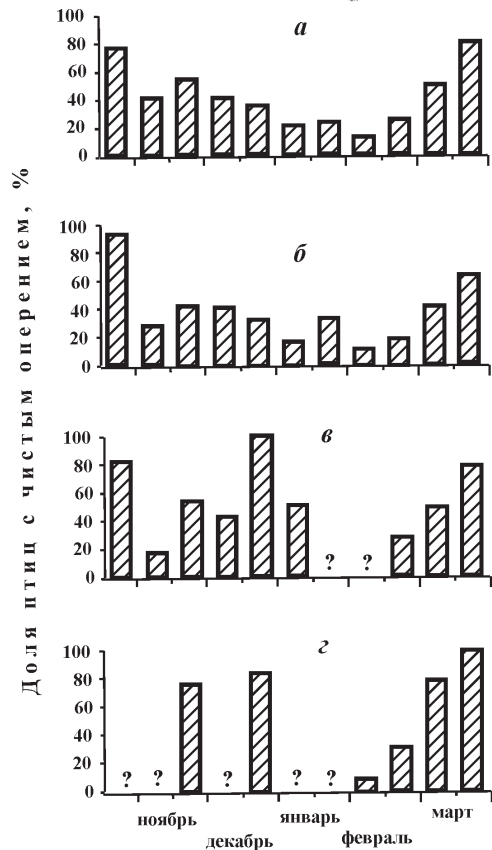 Доля птиц с чистым оперением, %
а
100
80
60
40
20
0
б
100
80
60
40
20
0
в
100
80
60
40
20
0
? ?
г
100
80
60
40
20
0
? ? ? ? ?
ноябрь
декабрь
январь
февраль
март